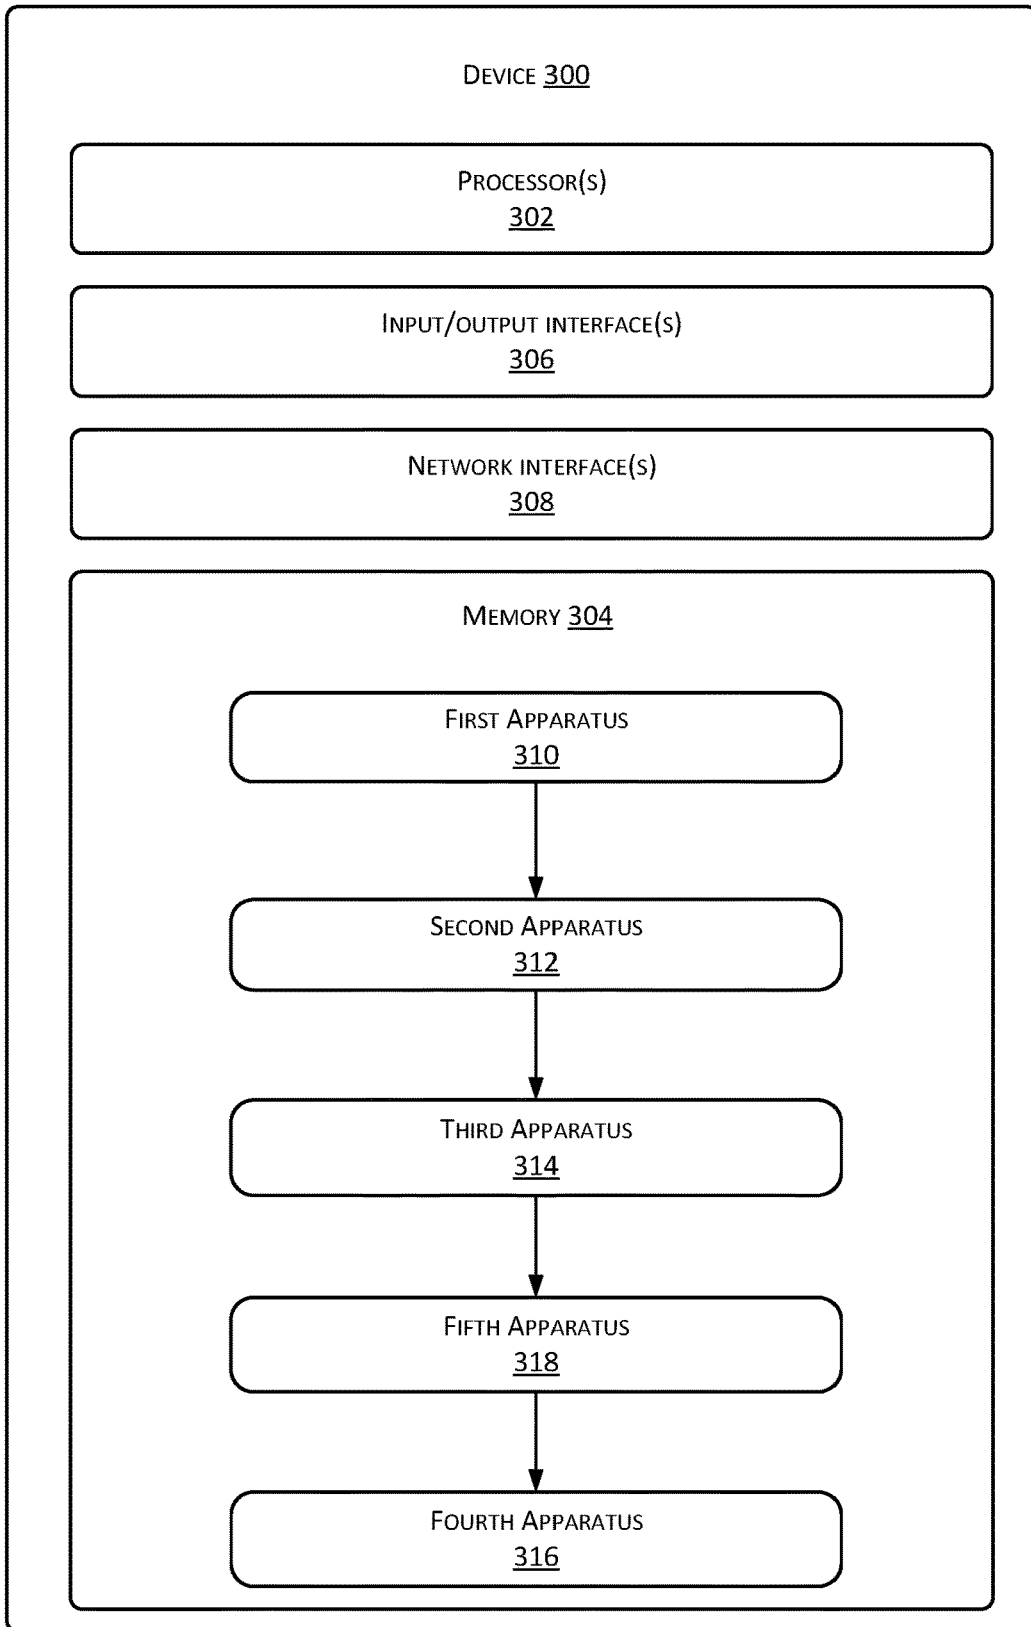 Device 300
Processor(s)
302
Input/output interface(s)
306
Network interface(s)
308
Memory 304
First Apparatus
310
Second Apparatus
312
Third Apparatus
314
Fifth Apparatus
318
Fourth Apparatus
316